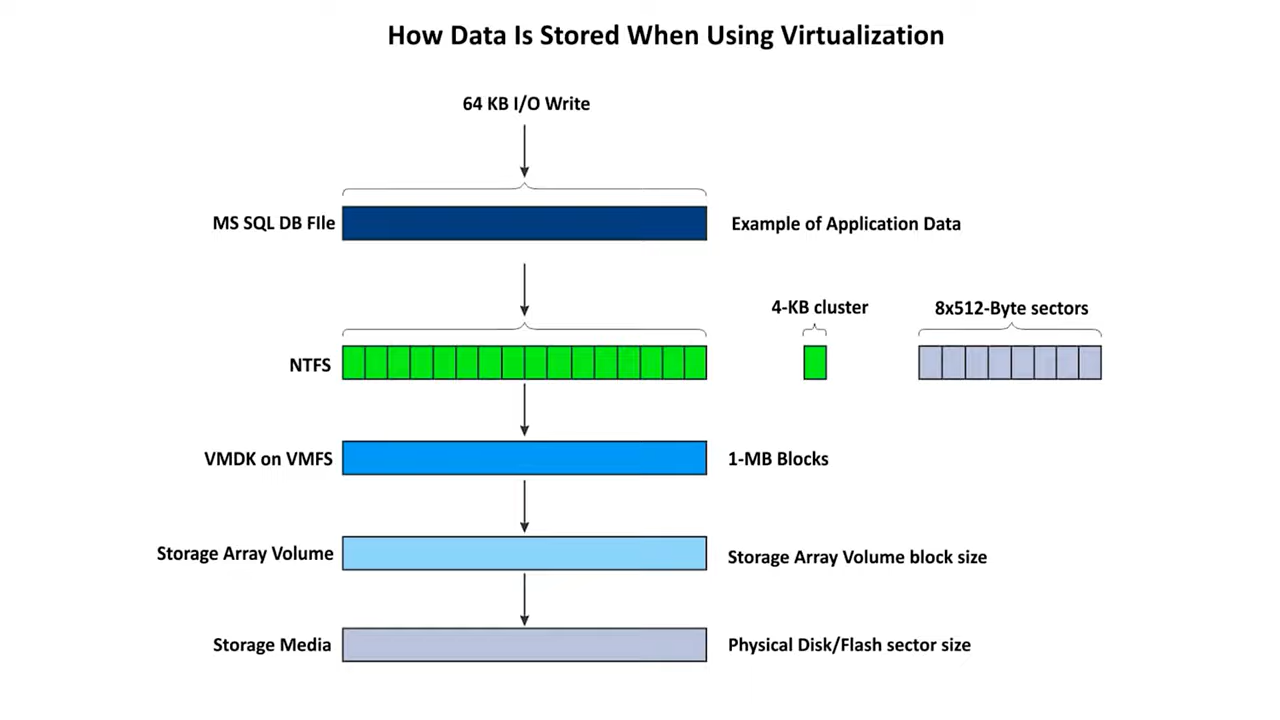 How Data Is Stored When Using Virtualization
64 KB I/O Write
MS SQL DB FIle
Example of Application Data
4-KB cluster
8x512-Byte sectors
NTFS
VMDK on VMFS
1-MB Blocks
Storage Array Volume
Storage Array Volume block size
Storage Media
Physical Disk/Flash sector size